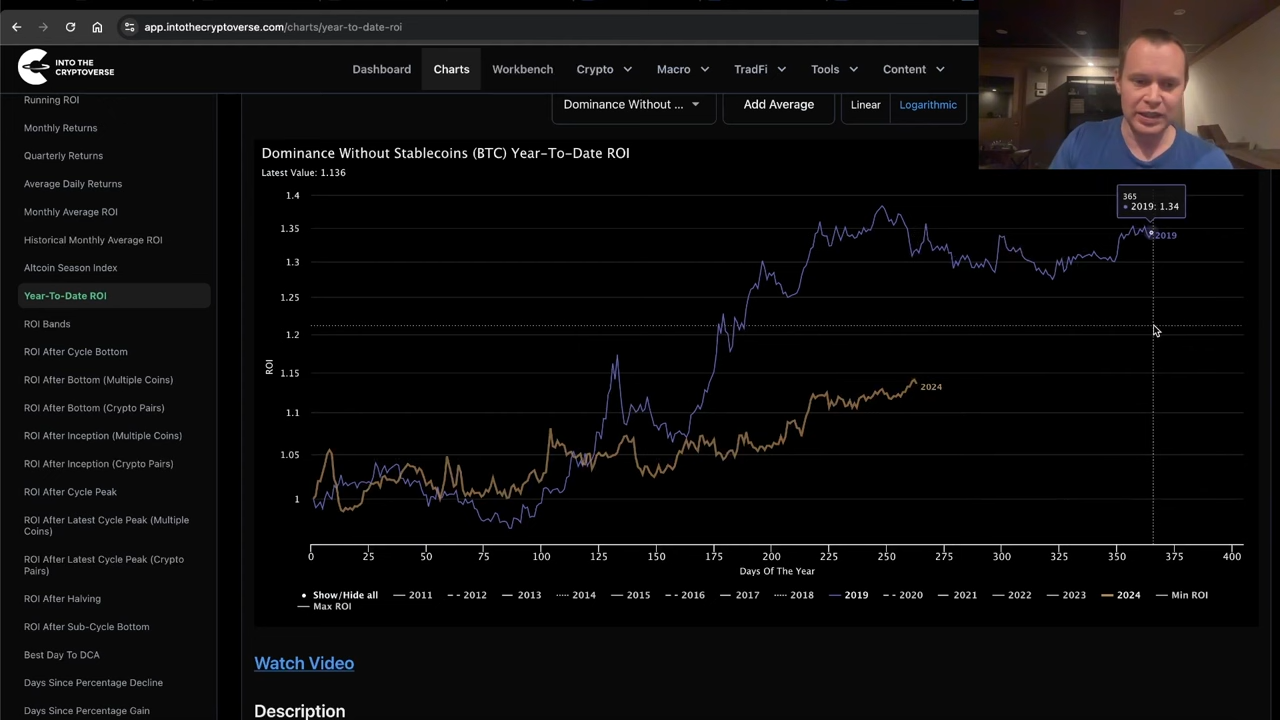 app.intothecryptoverse.com/charts/year-to-date-roi
INTO THE
CRYPTOVERSE
Dashboard
Charts
Workbench
Crypto
Macro
TradFi
Tools
Content
Running ROI
Monthly Returns
Quarterly Returns
Average Daily Returns
Monthly Average ROI
Historical Monthly Average ROI
Altcoin Season Index
Year-To-Date ROI
ROI Bands
ROI After Cycle Bottom
ROI After Bottom (Multiple Coins)
ROI After Bottom (Crypto Pairs)
ROI After Inception (Multiple Coins)
ROI After Inception (Crypto Pairs)
ROI After Cycle Peak
ROI After Latest Cycle Peak (Multiple
Coins)
ROI After Latest Cycle Peak (Crypto
Pairs)
ROI After Halving
ROI After Sub-Cycle Bottom
Best Day To DCA
Days Since Percentage Decline
Days Since Percentage Gain
Dominance Without ...
Add Average
Linear
Logarithmic
Dominance Without Stablecoins (BTC) Year-To-Date ROI
Latest Value: 1.136
1.4
1.35
1.3
1.25
1.2
1.15
1.1
1.05
1
ROI
365
2019: 1.34
2019
2024
0 25 50 75 100 125 150 175 200 225 250 275 300 325 350 375 400
Days Of The Year
Show/Hide all 2011 2012 2013 2014 2015 2016 2017 2018 2019 2020 2021 2022 2023 2024 Min ROI
Max ROI
Watch Video
Description